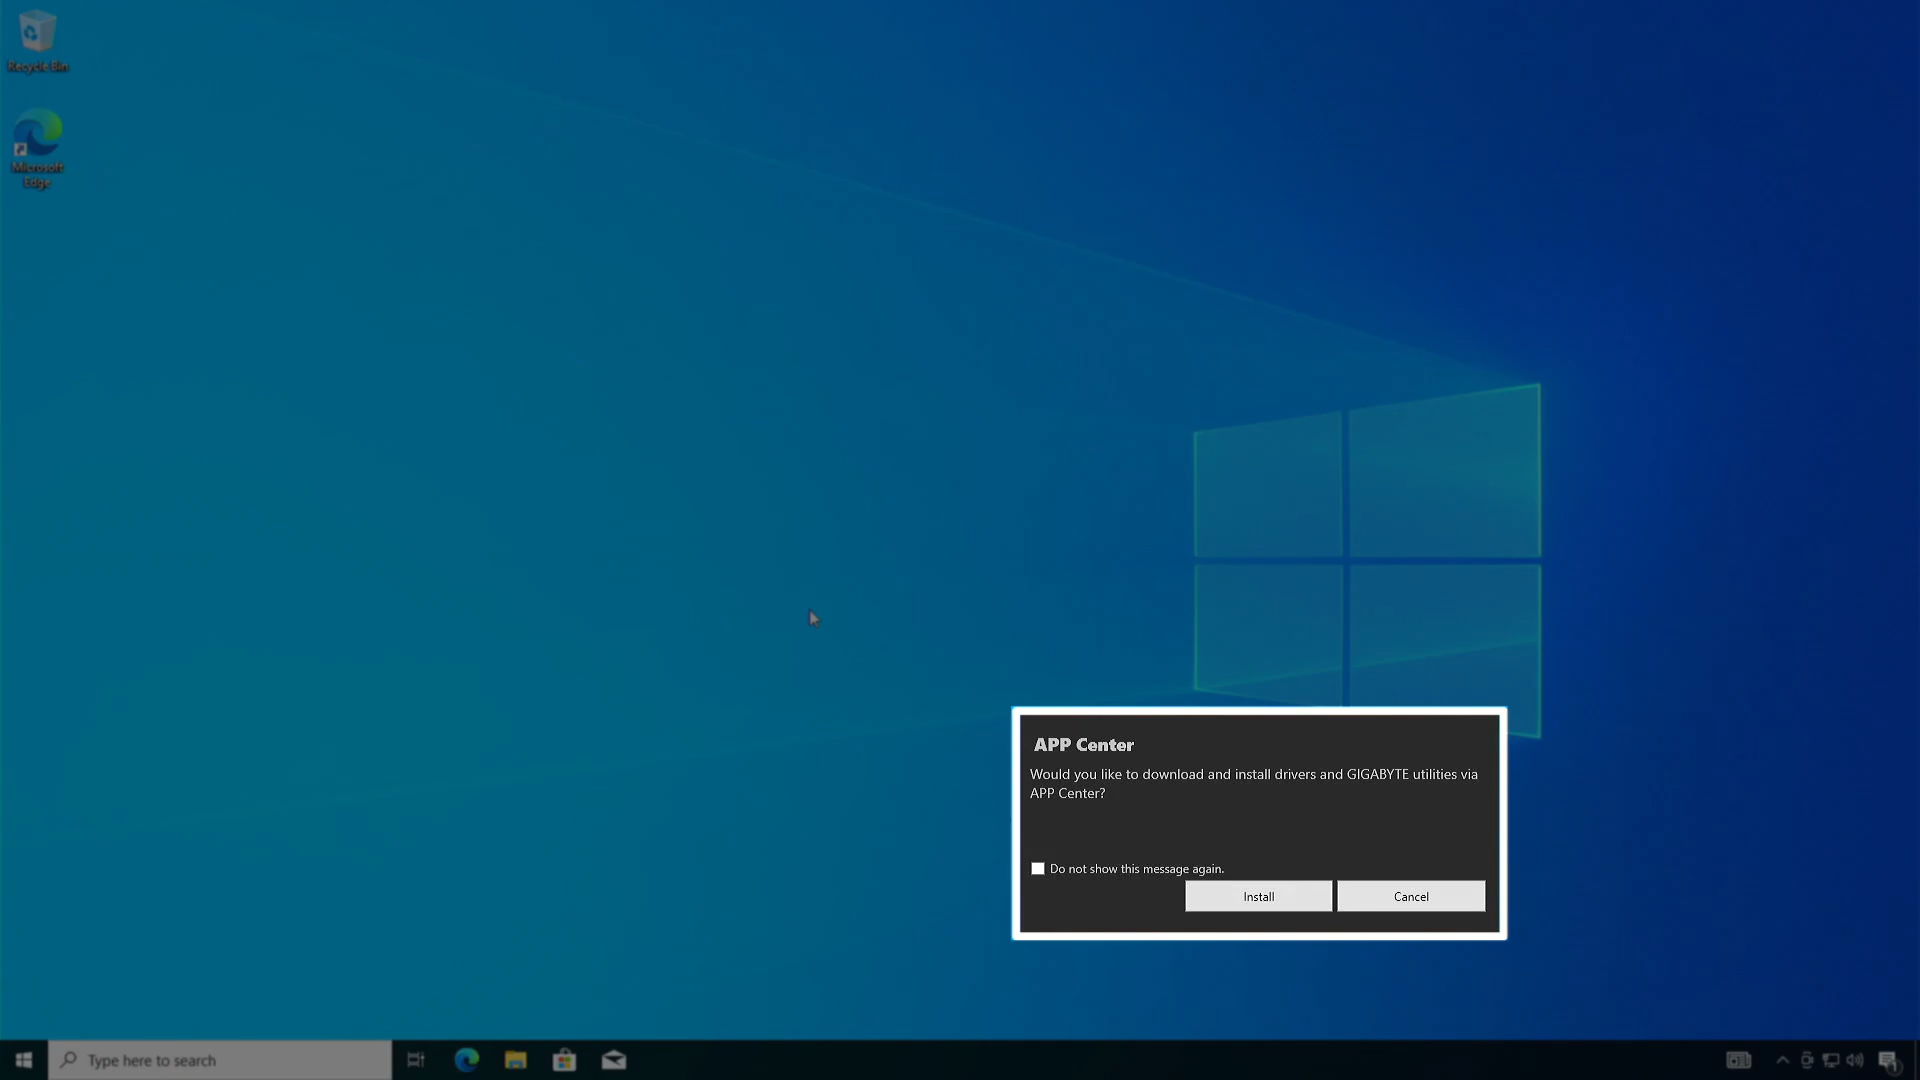 Recycle Bin
Microsoft
Edge
APP Center
Would you like to download and install drivers and GIGABYTE utilities via
APP Center?
Do not show this message again.
Install
Cancel
Type here to search
1